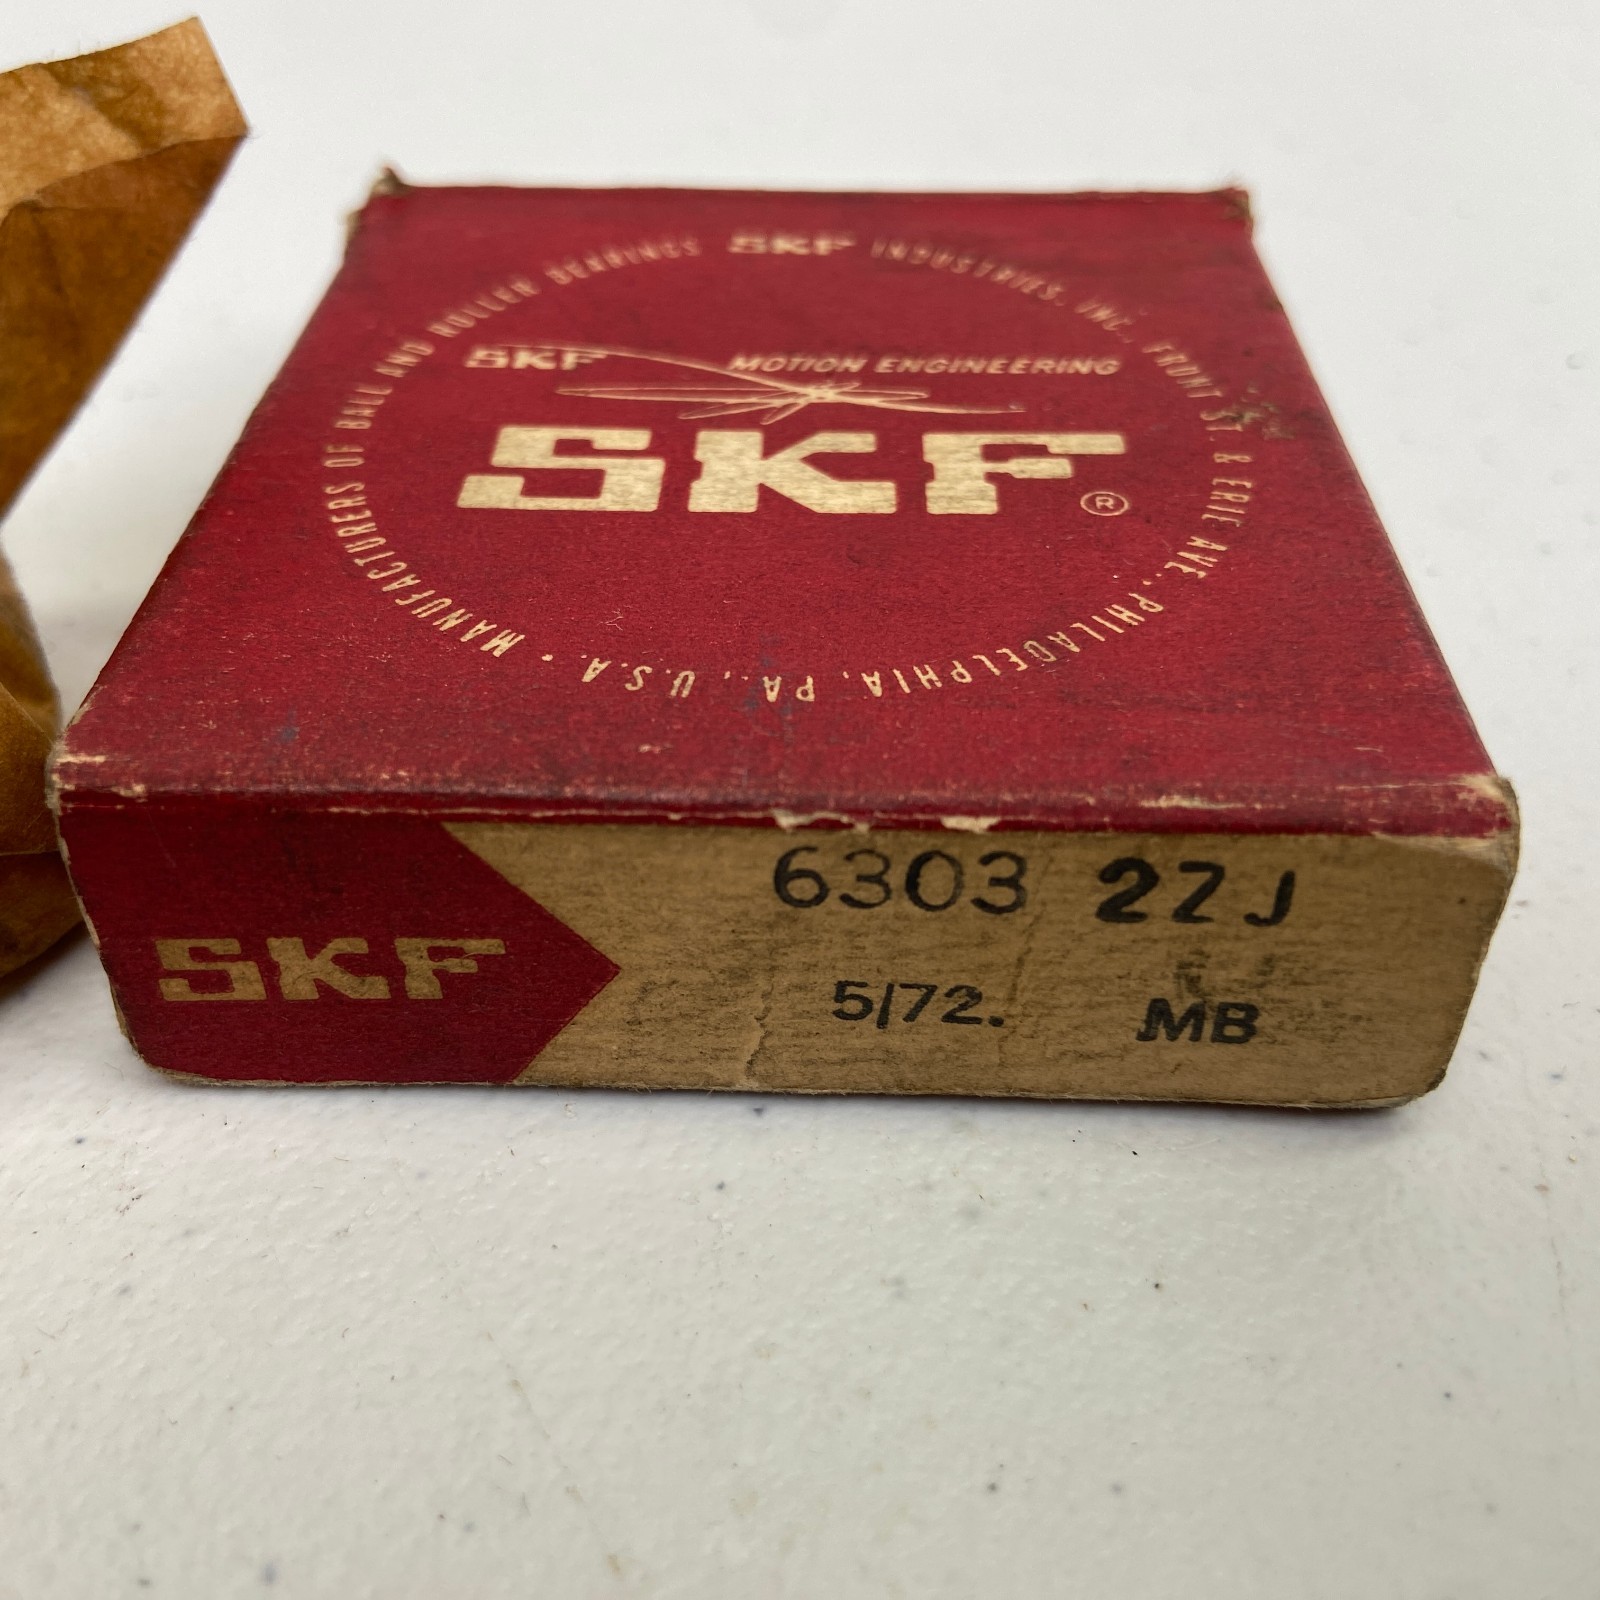 SKF INDUSTRIES, INC., FRONT ST. & ERIE AVE., PHILADELPHIA, PA., U.S.A. • MANUFACTURERS OF BALL AND ROLLER BEARINGS
SKF MOTION ENGINEERING
SKF®
SKF
6303 2ZJ
5/72. MB